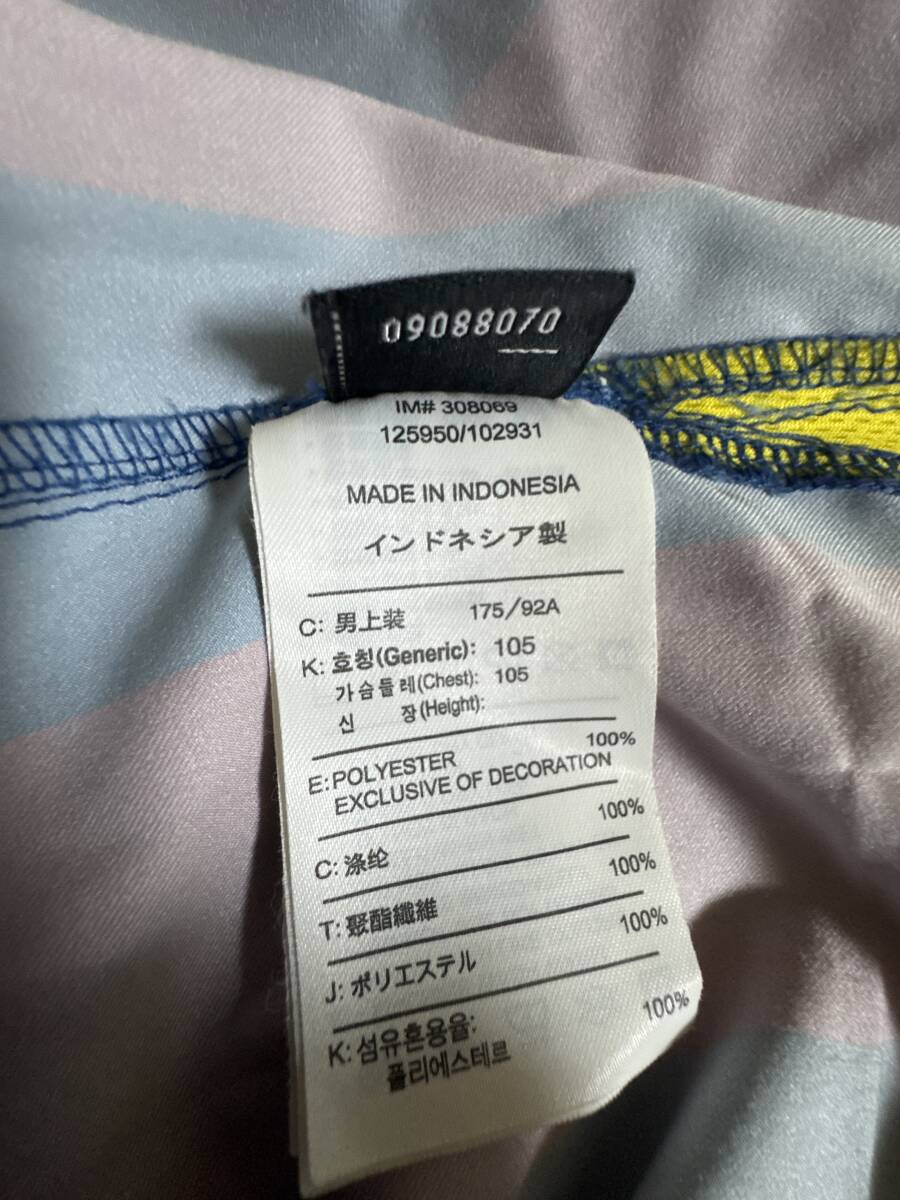 09088070
IM# 308069
125950/102931
MADE IN INDONESIA
インドネシア製
C: 男上装 175/92A
K: 호칭(Generic): 105
가슴둘레(Chest): 105
신 장(Height):
E: POLYESTER 100%
EXCLUSIVE OF DECORATION
C: 涤纶 100%
T: 聚酯纖維 100%
J: ポリエステル 100%
K: 섬유혼용율:
폴리에스테르 100%